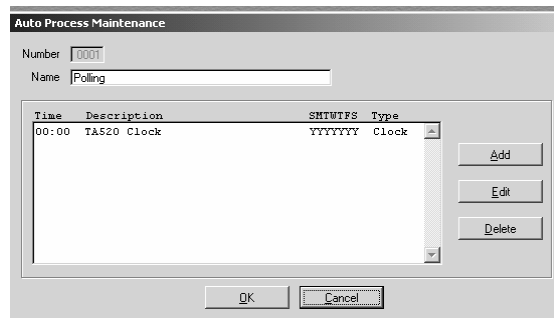 Auto Process Maintenance
Number 0001
Name Polling
Time Description SMTWTFS Type
00:00 TA520 Clock YYYYYYY Clock
Add
Edit
Delete
OK Cancel